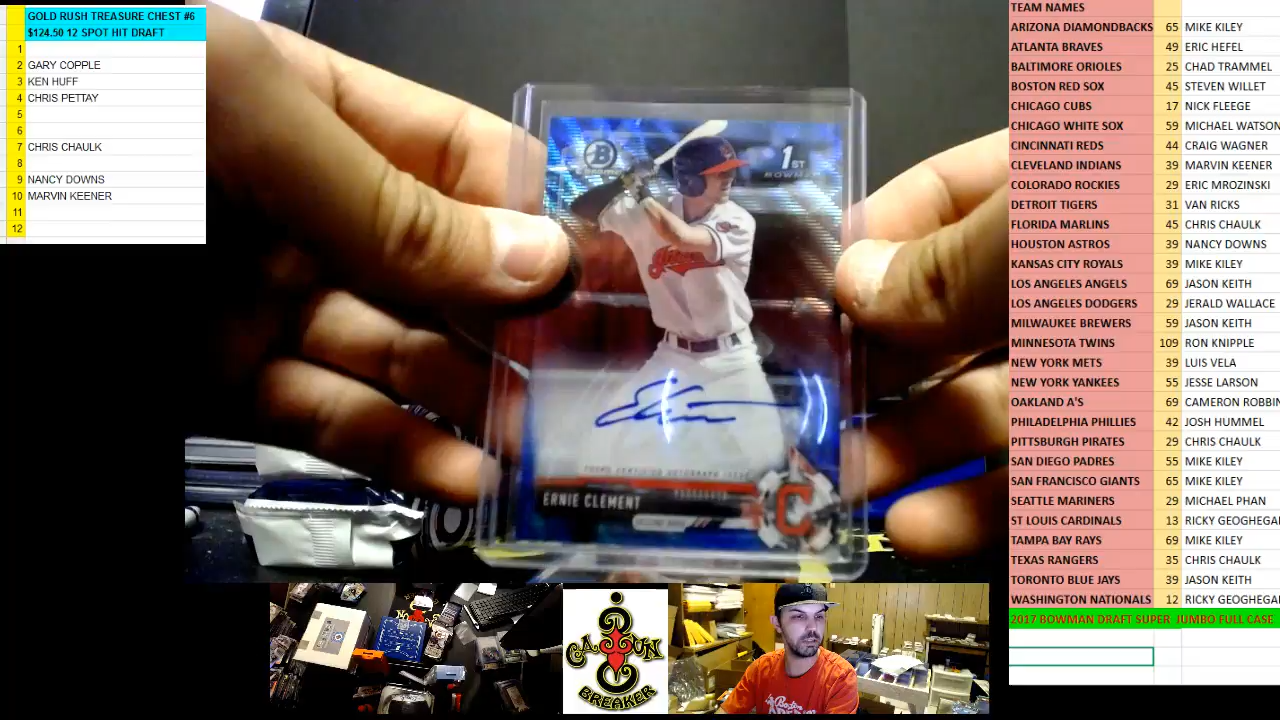 GOLD RUSH TREASURE CHEST #6
$124.50 12 SPOT HIT DRAFT
1
2 GARY COPPLE
3 KEN HUFF
4 CHRIS PETTAY
5
6
7 CHRIS CHAULK
8
9 NANCY DOWNS
10 MARVIN KEENER
11
12
B
1ST
BOWMAN
Indians
TOPPS CERTIFIED AUTOGRAPH ISSUE
ERNIE CLEMENT
C
CARTON
BREAKER
TEAM NAMES
ARIZONA DIAMONDBACKS 65 MIKE KILEY
ATLANTA BRAVES 49 ERIC HEFEL
BALTIMORE ORIOLES 25 CHAD TRAMMEL
BOSTON RED SOX 45 STEVEN WILLET
CHICAGO CUBS 17 NICK FLEEGE
CHICAGO WHITE SOX 59 MICHAEL WATSON
CINCINNATI REDS 44 CRAIG WAGNER
CLEVELAND INDIANS 39 MARVIN KEENER
COLORADO ROCKIES 29 ERIC MROZINSKI
DETROIT TIGERS 31 VAN RICKS
FLORIDA MARLINS 45 CHRIS CHAULK
HOUSTON ASTROS 39 NANCY DOWNS
KANSAS CITY ROYALS 39 MIKE KILEY
LOS ANGELES ANGELS 69 JASON KEITH
LOS ANGELES DODGERS 29 JERALD WALLACE
MILWAUKEE BREWERS 59 JASON KEITH
MINNESOTA TWINS 109 RON KNIPPLE
NEW YORK METS 39 LUIS VELA
NEW YORK YANKEES 55 JESSE LARSON
OAKLAND A'S 69 CAMERON ROBBIN
PHILADELPHIA PHILLIES 42 JOSH HUMMEL
PITTSBURGH PIRATES 29 CHRIS CHAULK
SAN DIEGO PADRES 55 MIKE KILEY
SAN FRANCISCO GIANTS 65 MIKE KILEY
SEATTLE MARINERS 29 MICHAEL PHAN
ST LOUIS CARDINALS 13 RICKY GEOGHEGA
TAMPA BAY RAYS 69 MIKE KILEY
TEXAS RANGERS 35 CHRIS CHAULK
TORONTO BLUE JAYS 39 JASON KEITH
WASHINGTON NATIONALS 12 RICKY GEOGHEGA
2017 BOWMAN DRAFT SUPER JUMBO FULL CASE